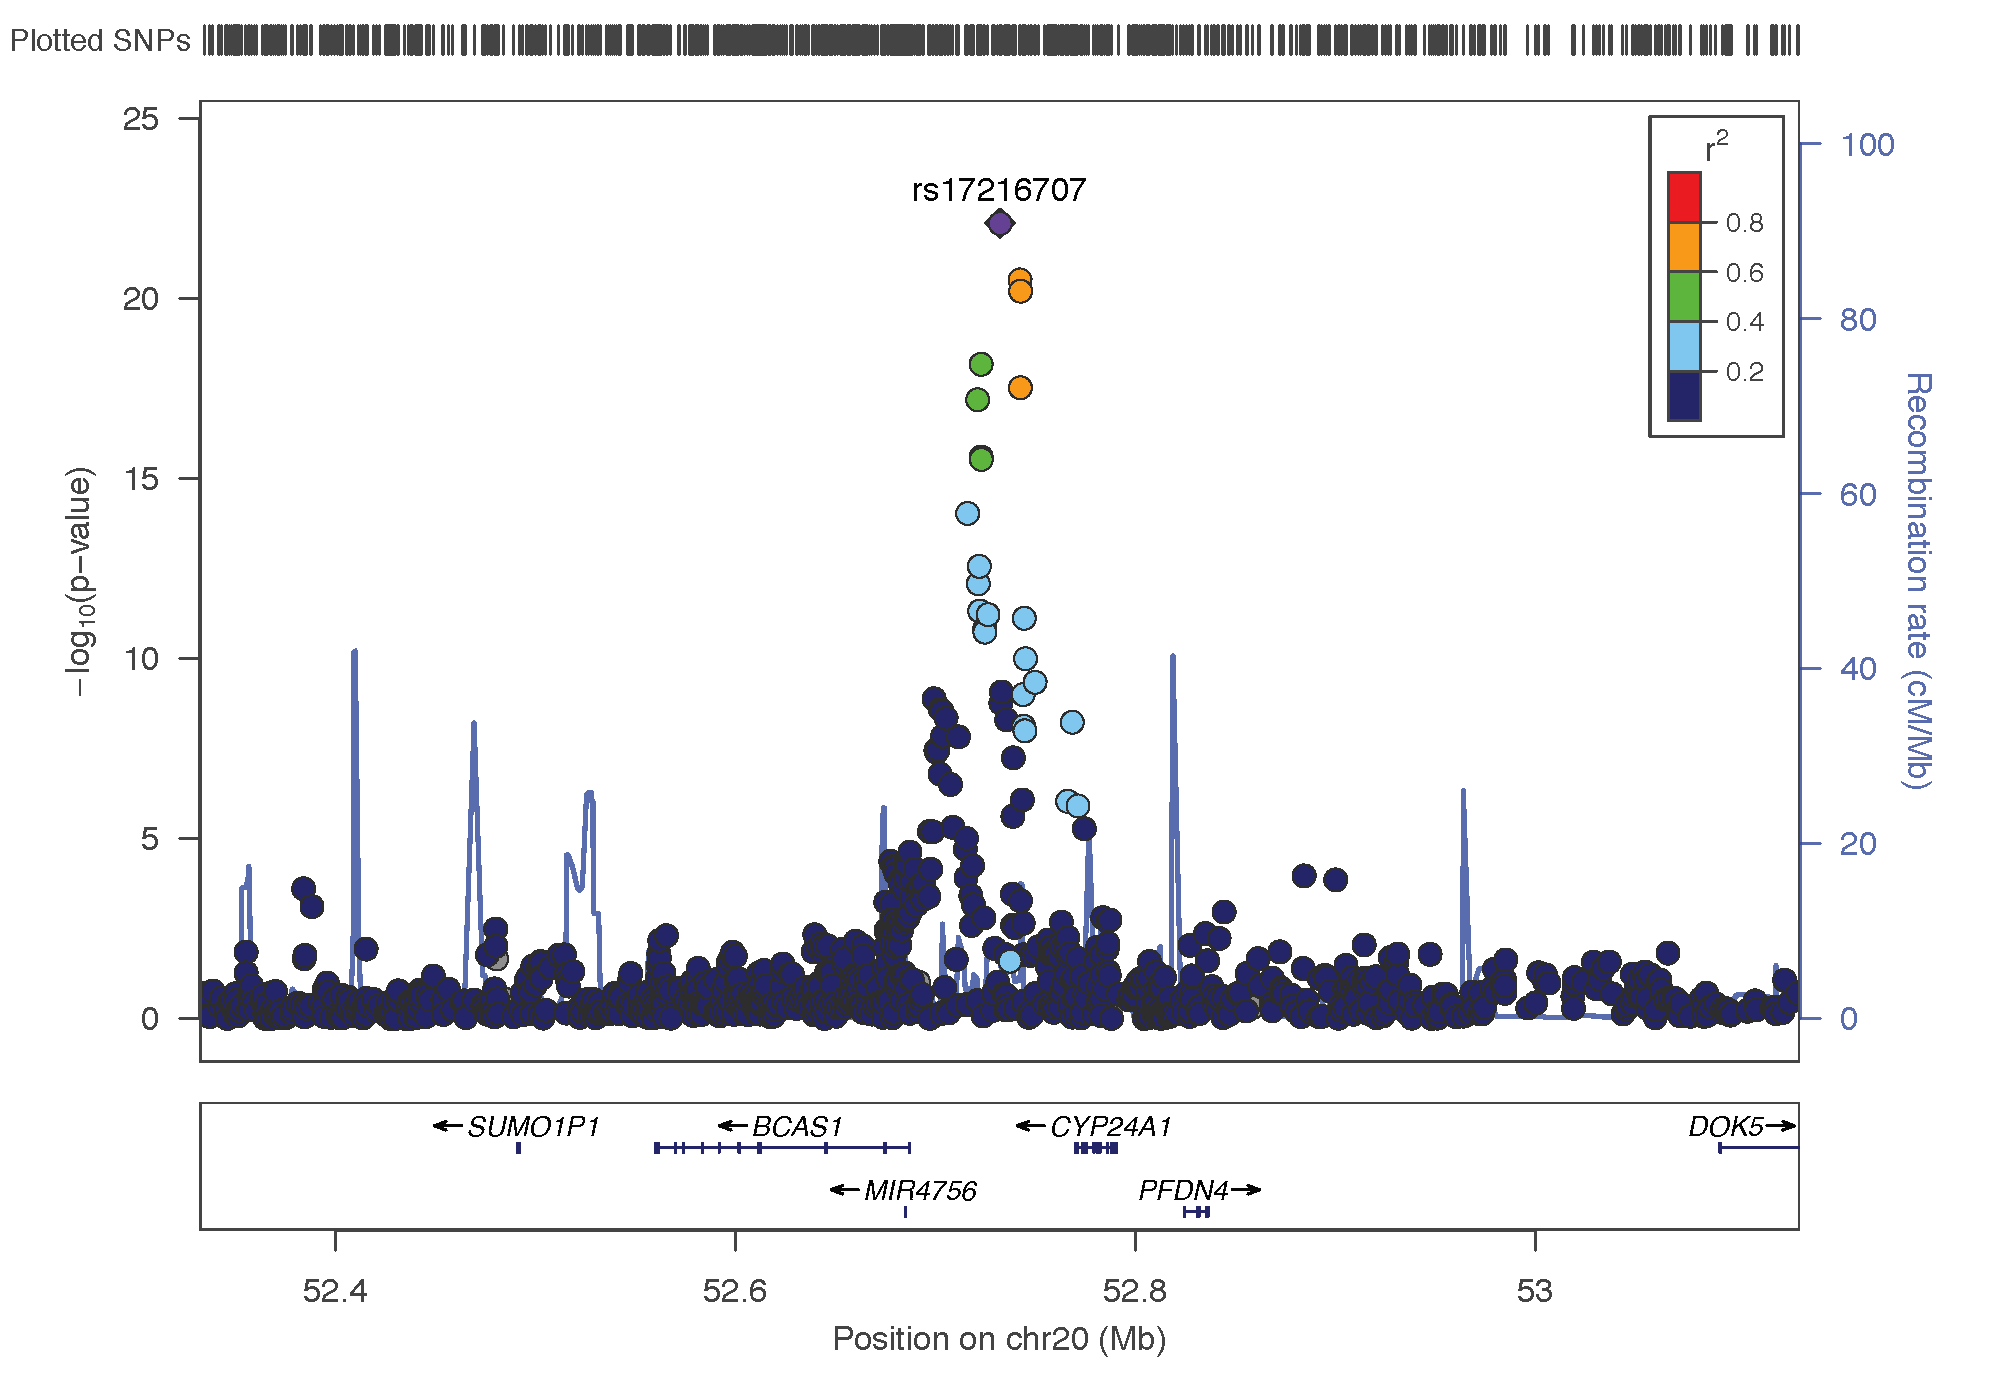 Plotted SNPs
25
20
15
10
5
0
−log10(p−value)
rs17216707
r2
0.8
0.6
0.4
0.2
100
80
60
40
20
0
Recombination rate (cM/Mb)
←SUMO1P1
←BCAS1
←CYP24A1
DOK5→
←MIR4756
PFDN4→
52.4
52.6
52.8
53
Position on chr20 (Mb)